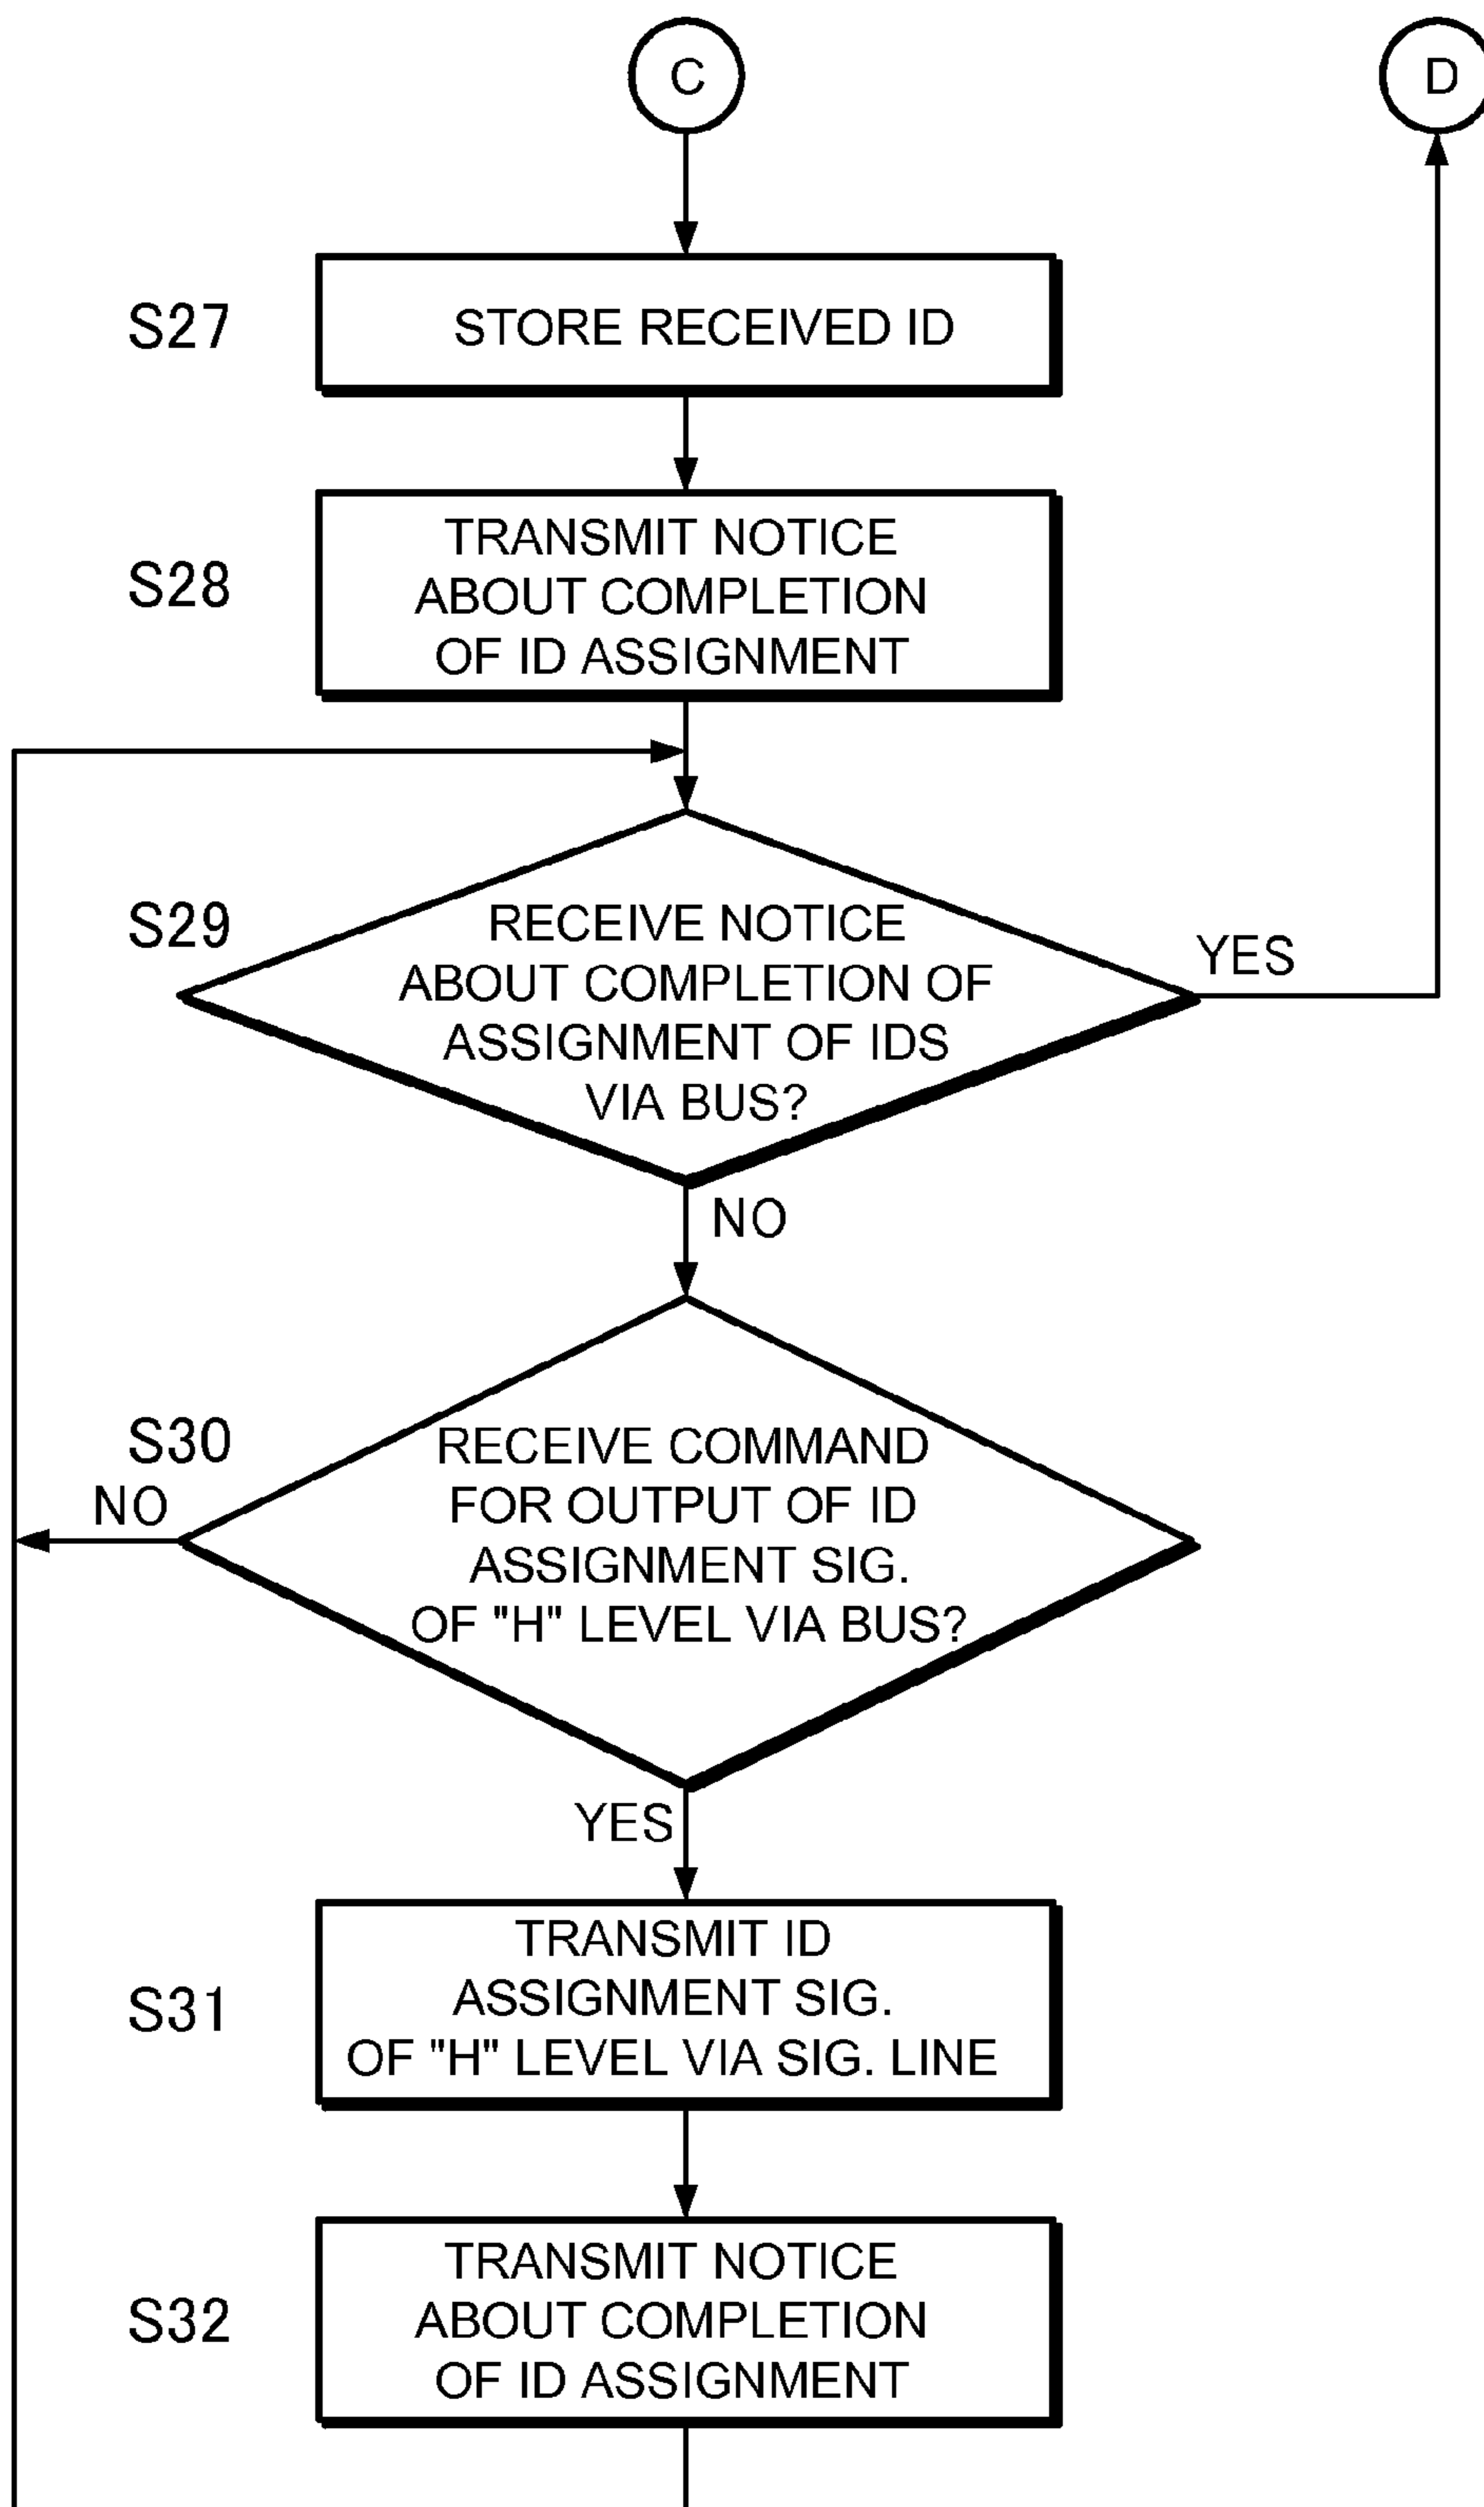 C
D
S27
STORE RECEIVED ID
S28
TRANSMIT NOTICE
ABOUT COMPLETION
OF ID ASSIGNMENT
S29
RECEIVE NOTICE
ABOUT COMPLETION OF
ASSIGNMENT OF IDS
VIA BUS?
YES
NO
S30
RECEIVE COMMAND
FOR OUTPUT OF ID
ASSIGNMENT SIG.
OF "H" LEVEL VIA BUS?
NO
YES
S31
TRANSMIT ID
ASSIGNMENT SIG.
OF "H" LEVEL VIA SIG. LINE
S32
TRANSMIT NOTICE
ABOUT COMPLETION
OF ID ASSIGNMENT